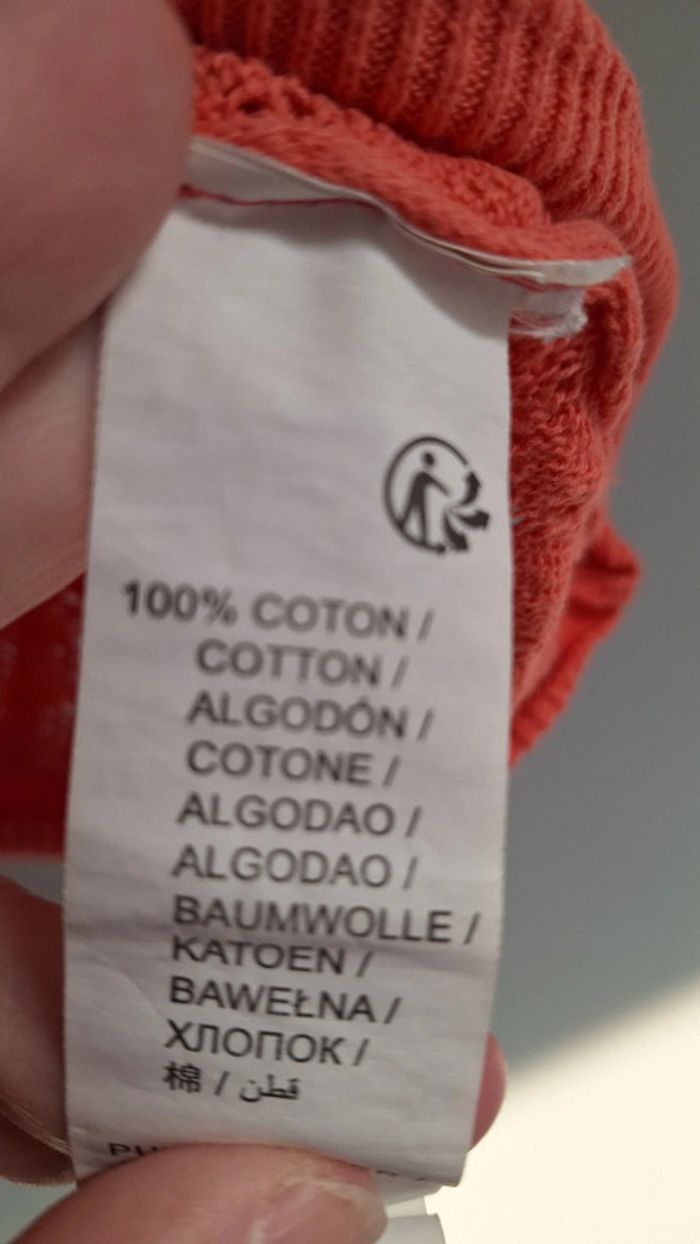 100% COTON /
COTTON /
ALGODÓN /
COTONE /
ALGODAO /
ALGODAO /
BAUMWOLLE /
KATOEN /
BAWEŁNA /
ХЛОПОК /
棉 / قطن